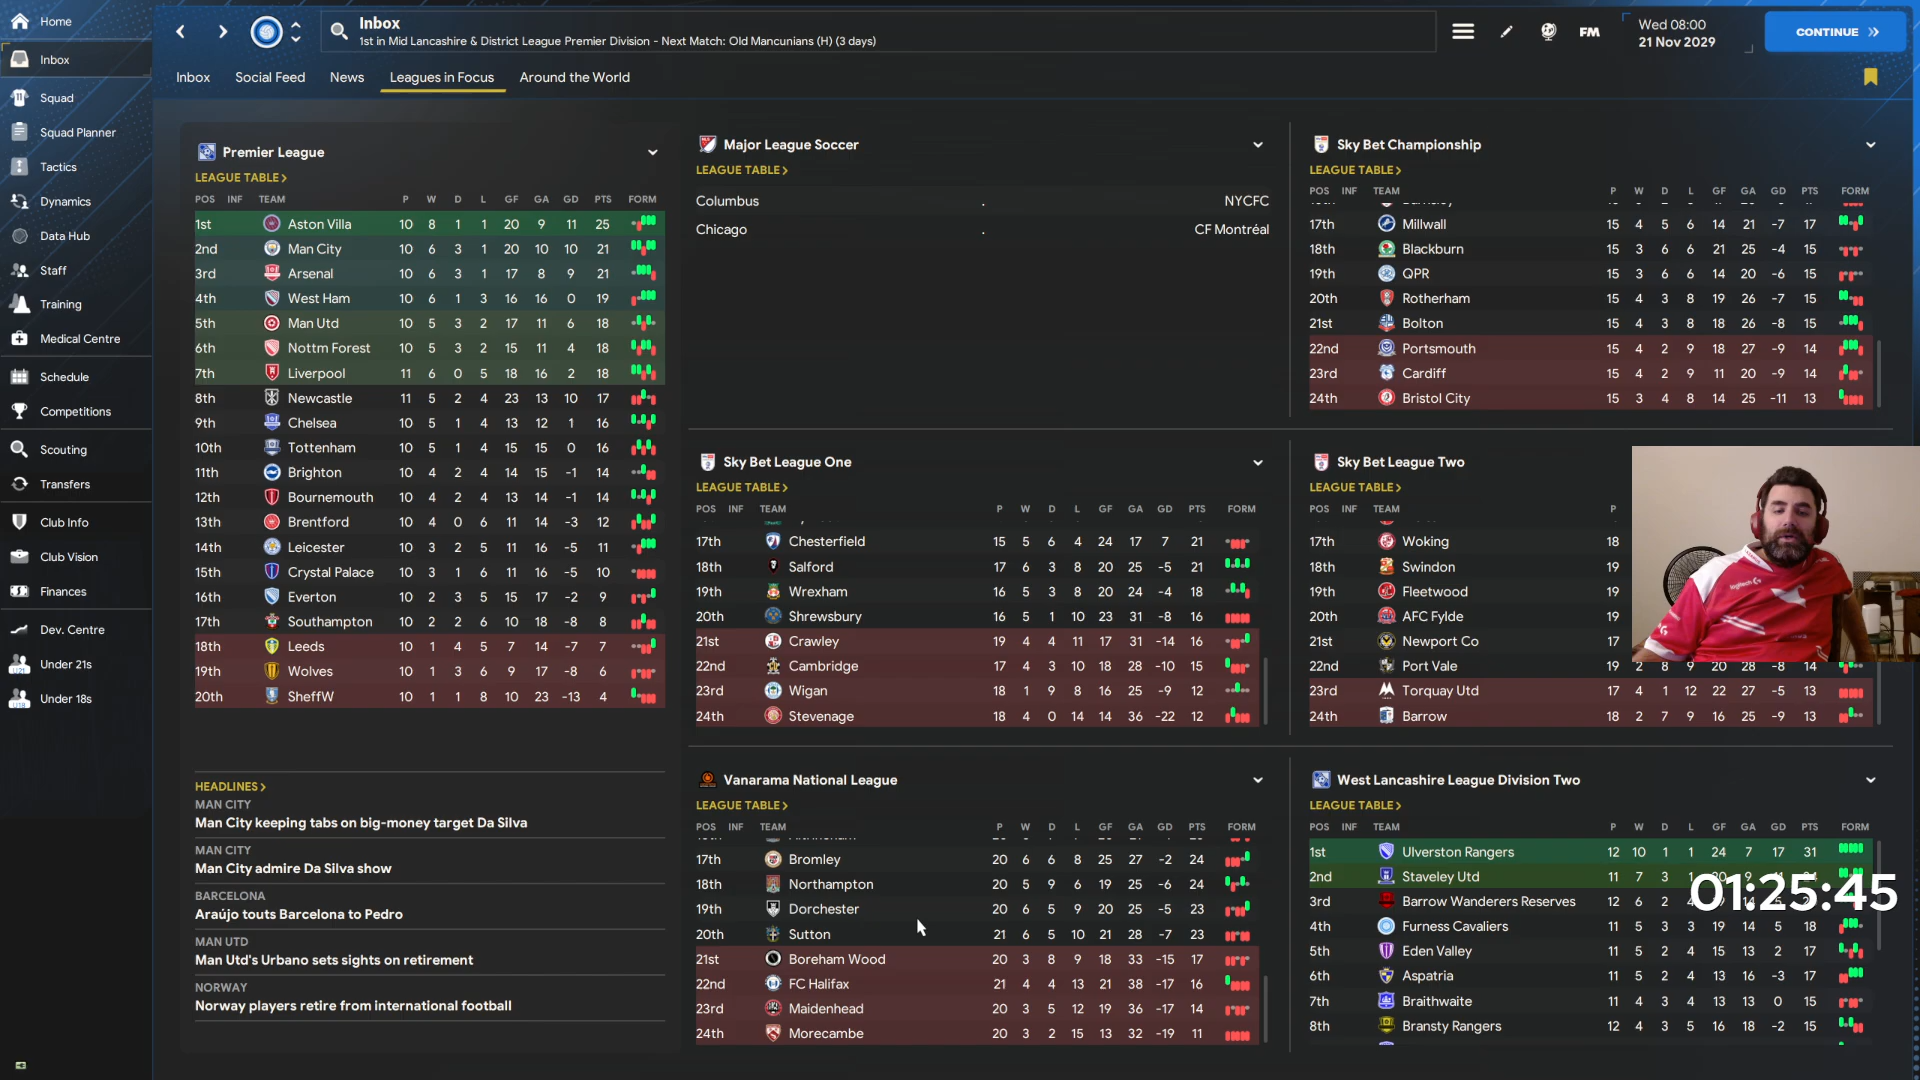 Home
Inbox
Squad
Squad Planner
Tactics
Dynamics
Data Hub
Staff
Training
Medical Centre
Schedule
Competitions
Scouting
Transfers
Club Info
Club Vision
Finances
Dev. Centre
Under 21s
Under 18s
Inbox
1st in Mid Lancashire & District League Premier Division - Next Match: Old Mancunians (H) (3 days)
FM
Wed 08:00
21 Nov 2029
CONTINUE
Inbox Social Feed News Leagues in Focus Around the World
Premier League
LEAGUE TABLE
POS INF TEAM P W D L GF GA GD PTS FORM
1st Aston Villa 10 8 1 1 20 9 11 25
2nd Man City 10 6 3 1 20 10 10 21
3rd Arsenal 10 6 3 1 17 8 9 21
4th West Ham 10 6 1 3 16 16 0 19
5th Man Utd 10 5 3 2 17 11 6 18
6th Nottm Forest 10 5 3 2 15 11 4 18
7th Liverpool 11 6 0 5 18 16 2 18
8th Newcastle 11 5 2 4 23 13 10 17
9th Chelsea 10 5 1 4 13 12 1 16
10th Tottenham 10 5 1 4 15 15 0 16
11th Brighton 10 4 2 4 14 15 -1 14
12th Bournemouth 10 4 2 4 13 14 -1 14
13th Brentford 10 4 0 6 11 14 -3 12
14th Leicester 10 3 2 5 11 16 -5 11
15th Crystal Palace 10 3 1 6 11 16 -5 10
16th Everton 10 2 3 5 15 17 -2 9
17th Southampton 10 2 2 6 10 18 -8 8
18th Leeds 10 1 4 5 7 14 -7 7
19th Wolves 10 1 3 6 9 17 -8 6
20th SheffW 10 1 1 8 10 23 -13 4
HEADLINES
MAN CITY
Man City keeping tabs on big-money target Da Silva
MAN CITY
Man City admire Da Silva show
BARCELONA
Araújo touts Barcelona to Pedro
MAN UTD
Man Utd's Urbano sets sights on retirement
NORWAY
Norway players retire from international football
Major League Soccer
LEAGUE TABLE
Columbus . NYCFC
Chicago . CF Montréal
Sky Bet Championship
LEAGUE TABLE
POS INF TEAM P W D L GF GA GD PTS FORM
17th Millwall 15 4 5 6 14 21 -7 17
18th Blackburn 15 3 6 6 21 25 -4 15
19th QPR 15 3 6 6 14 20 -6 15
20th Rotherham 15 4 3 8 19 26 -7 15
21st Bolton 15 4 3 8 18 26 -8 15
22nd Portsmouth 15 4 2 9 18 27 -9 14
23rd Cardiff 15 4 2 9 11 20 -9 14
24th Bristol City 15 3 4 8 14 25 -11 13
Sky Bet League One
LEAGUE TABLE
POS INF TEAM P W D L GF GA GD PTS FORM
17th Chesterfield 15 5 6 4 24 17 7 21
18th Salford 17 6 3 8 20 25 -5 21
19th Wrexham 16 5 3 8 20 24 -4 18
20th Shrewsbury 16 5 1 10 23 31 -8 16
21st Crawley 19 4 4 11 17 31 -14 16
22nd Cambridge 17 4 3 10 18 28 -10 15
23rd Wigan 18 1 9 8 16 25 -9 12
24th Stevenage 18 4 0 14 14 36 -22 12
Sky Bet League Two
LEAGUE TABLE
POS INF TEAM P
17th Woking 18
18th Swindon 19
19th Fleetwood 19
20th AFC Fylde 19
21st Newport Co 17
22nd Port Vale 19 2 8 9 20 28 -8 14
23rd Torquay Utd 17 4 1 12 22 27 -5 13
24th Barrow 18 2 7 9 16 25 -9 13
Vanarama National League
LEAGUE TABLE
POS INF TEAM P W D L GF GA GD PTS FORM
17th Bromley 20 6 6 8 25 27 -2 24
18th Northampton 20 5 9 6 19 25 -6 24
19th Dorchester 20 6 5 9 20 25 -5 23
20th Sutton 21 6 5 10 21 28 -7 23
21st Boreham Wood 20 3 8 9 18 33 -15 17
22nd FC Halifax 21 4 4 13 21 38 -17 16
23rd Maidenhead 20 3 5 12 19 36 -17 14
24th Morecambe 20 3 2 15 13 32 -19 11
West Lancashire League Division Two
LEAGUE TABLE
POS INF TEAM P W D L GF GA GD PTS FORM
1st Ulverston Rangers 12 10 1 1 24 7 17 31
2nd Staveley Utd 11 7 3
3rd Barrow Wanderers Reserves 12 6 2
4th Furness Cavaliers 11 5 3 3 19 14 5 18
5th Eden Valley 11 5 2 4 15 13 2 17
6th Aspatria 11 5 2 4 13 16 -3 17
7th Braithwaite 11 4 3 4 13 13 0 15
8th Bransty Rangers 12 4 3 5 16 18 -2 15
01:25:45